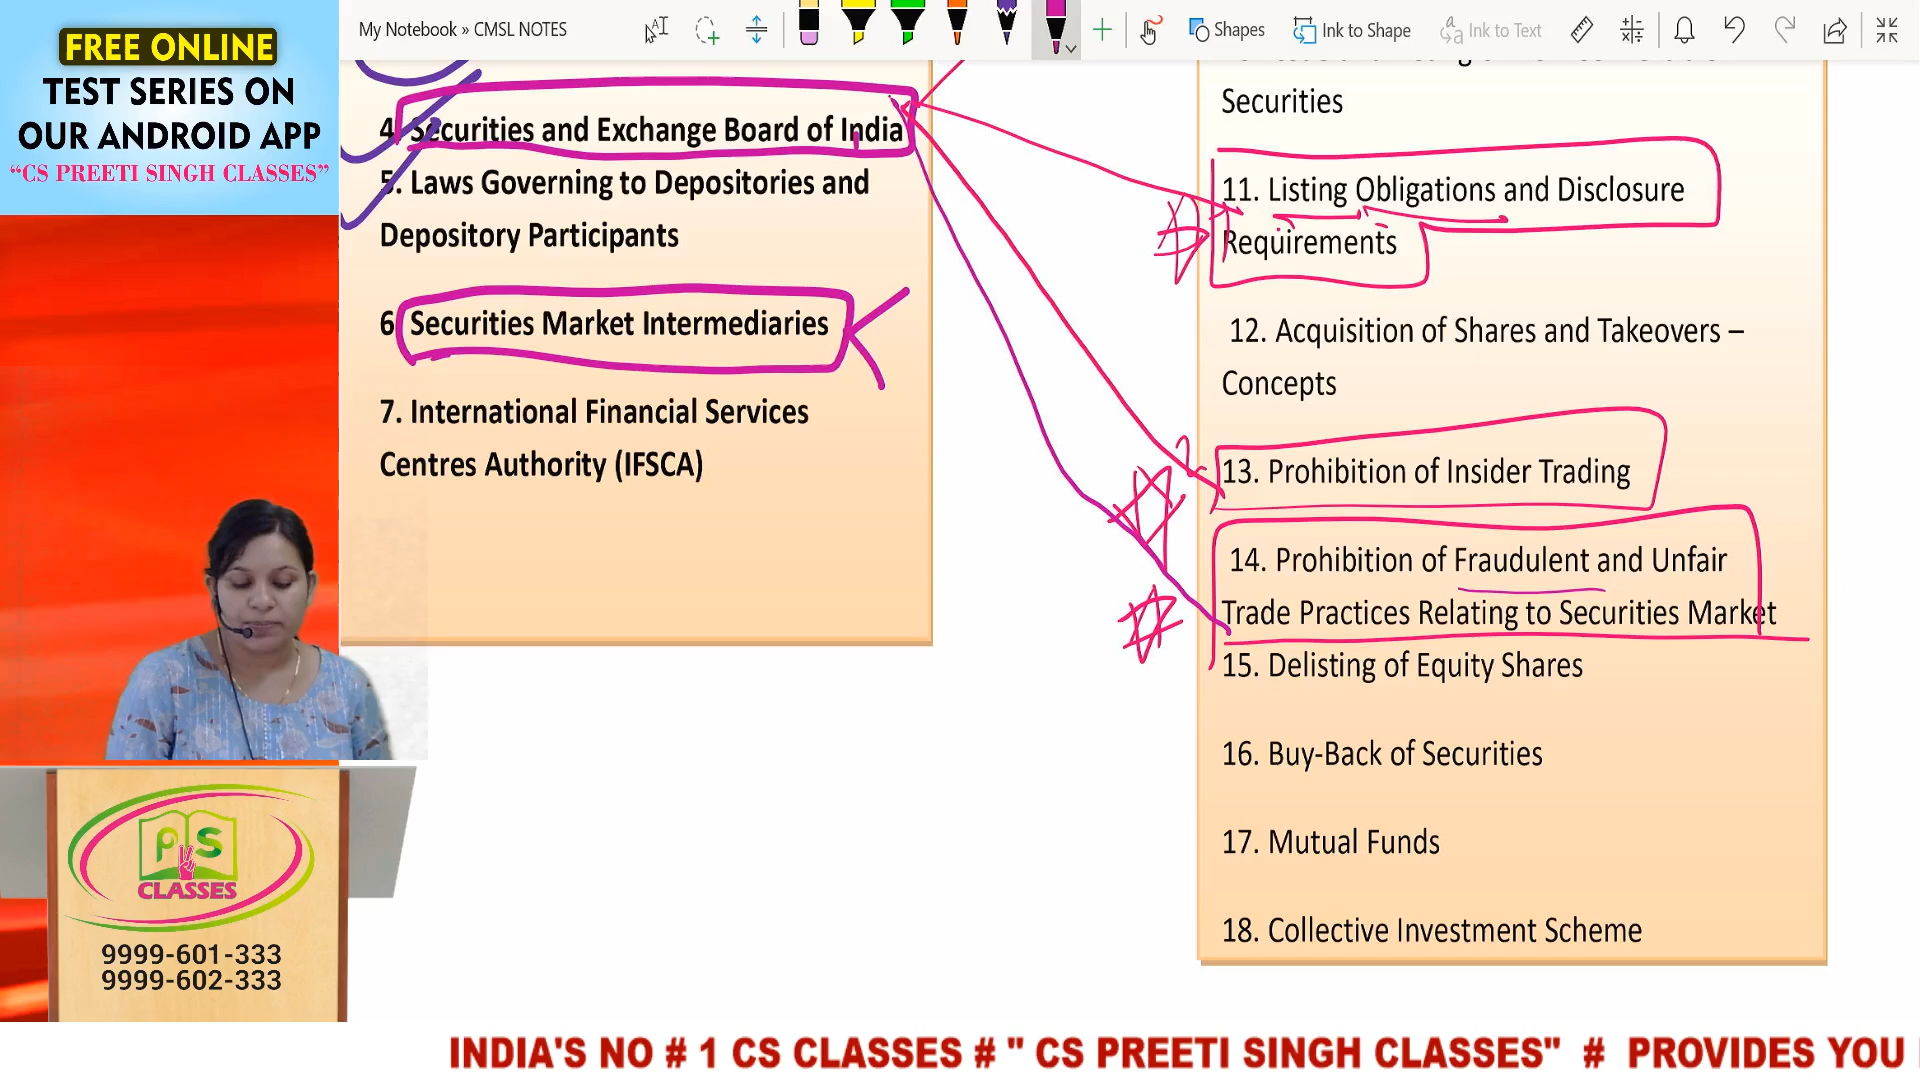 FREE ONLINE
TEST SERIES ON
OUR ANDROID APP
“CS PREETI SINGH CLASSES”
PS
CLASSES
9999-601-333
9999-602-333
My Notebook » CMSL NOTES
Shapes
Ink to Shape
Ink to Text
4. Securities and Exchange Board of India
5. Laws Governing to Depositories and
Depository Participants
6. Securities Market Intermediaries
7. International Financial Services
Centres Authority (IFSCA)
Securities
11. Listing Obligations and Disclosure
Requirements
12. Acquisition of Shares and Takeovers –
Concepts
13. Prohibition of Insider Trading
14. Prohibition of Fraudulent and Unfair
Trade Practices Relating to Securities Market
15. Delisting of Equity Shares
16. Buy-Back of Securities
17. Mutual Funds
18. Collective Investment Scheme
INDIA'S NO # 1 CS CLASSES # " CS PREETI SINGH CLASSES" # PROVIDES YOU